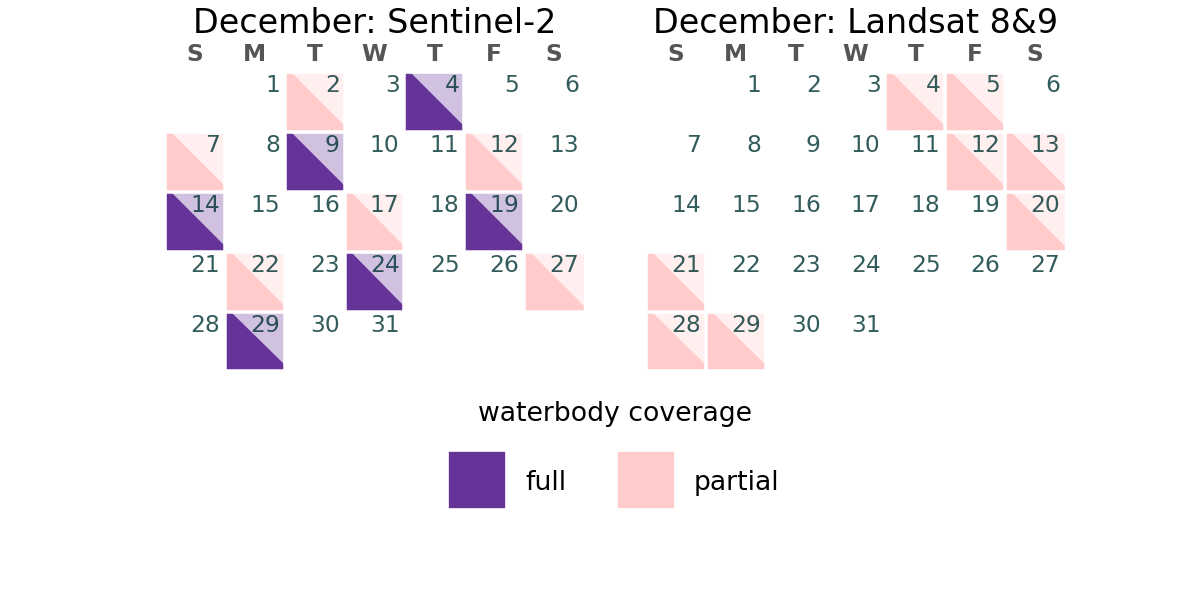 December: Sentinel-2
S M T W T F S
1 2 3 4 5 6
7 8 9 10 11 12 13
14 15 16 17 18 19 20
21 22 23 24 25 26 27
28 29 30 31
December: Landsat 8&9
S M T W T F S
1 2 3 4 5 6
7 8 9 10 11 12 13
14 15 16 17 18 19 20
21 22 23 24 25 26 27
28 29 30 31
waterbody coverage
full
partial